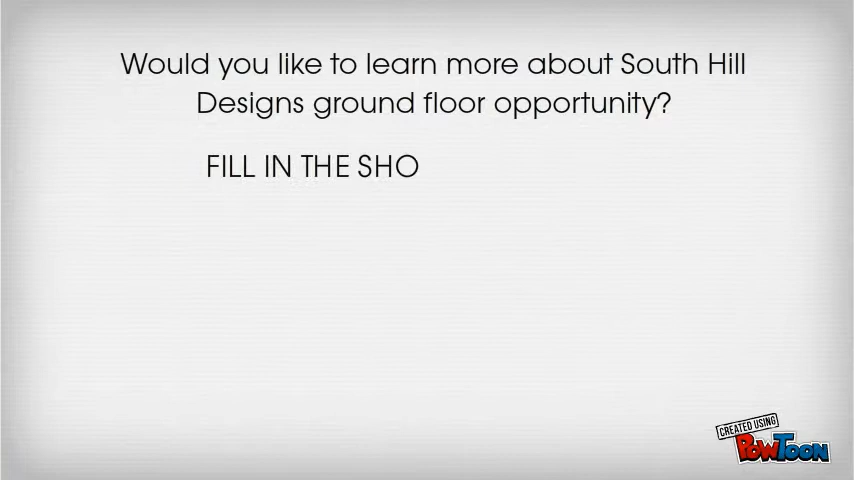 Would you like to learn more about South Hill
Designs ground floor opportunity?
FILL IN THE SHO
CREATED USING
POWTOON